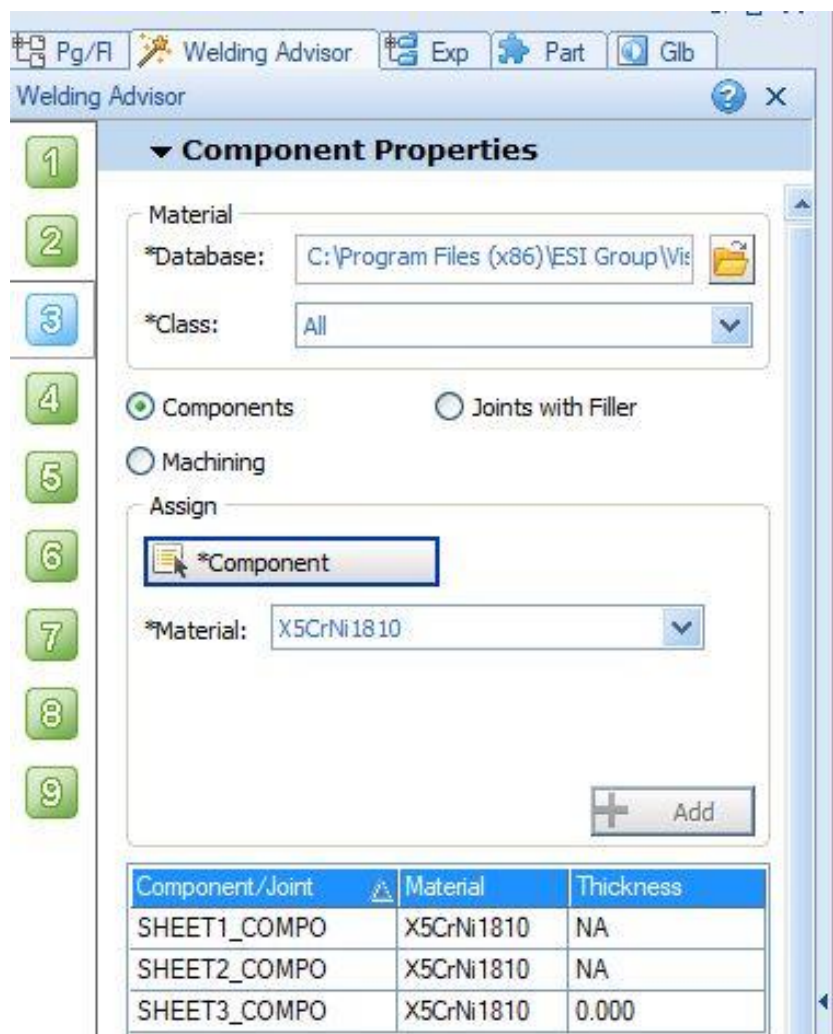 Pg/Fl Welding Advisor Exp Part Glb
Welding Advisor
1
Component Properties
Material
2
*Database: C:\Program Files (x86)\ESI Group\Vis
3
*Class: All
4
Components Joints with Filler
Machining
5
Assign
6
*Component
7
*Material: X5CrNi1810
8
9
Add
Component/Joint Material Thickness
SHEET1_COMPO X5CrNi1810 NA
SHEET2_COMPO X5CrNi1810 NA
SHEET3_COMPO X5CrNi1810 0.000